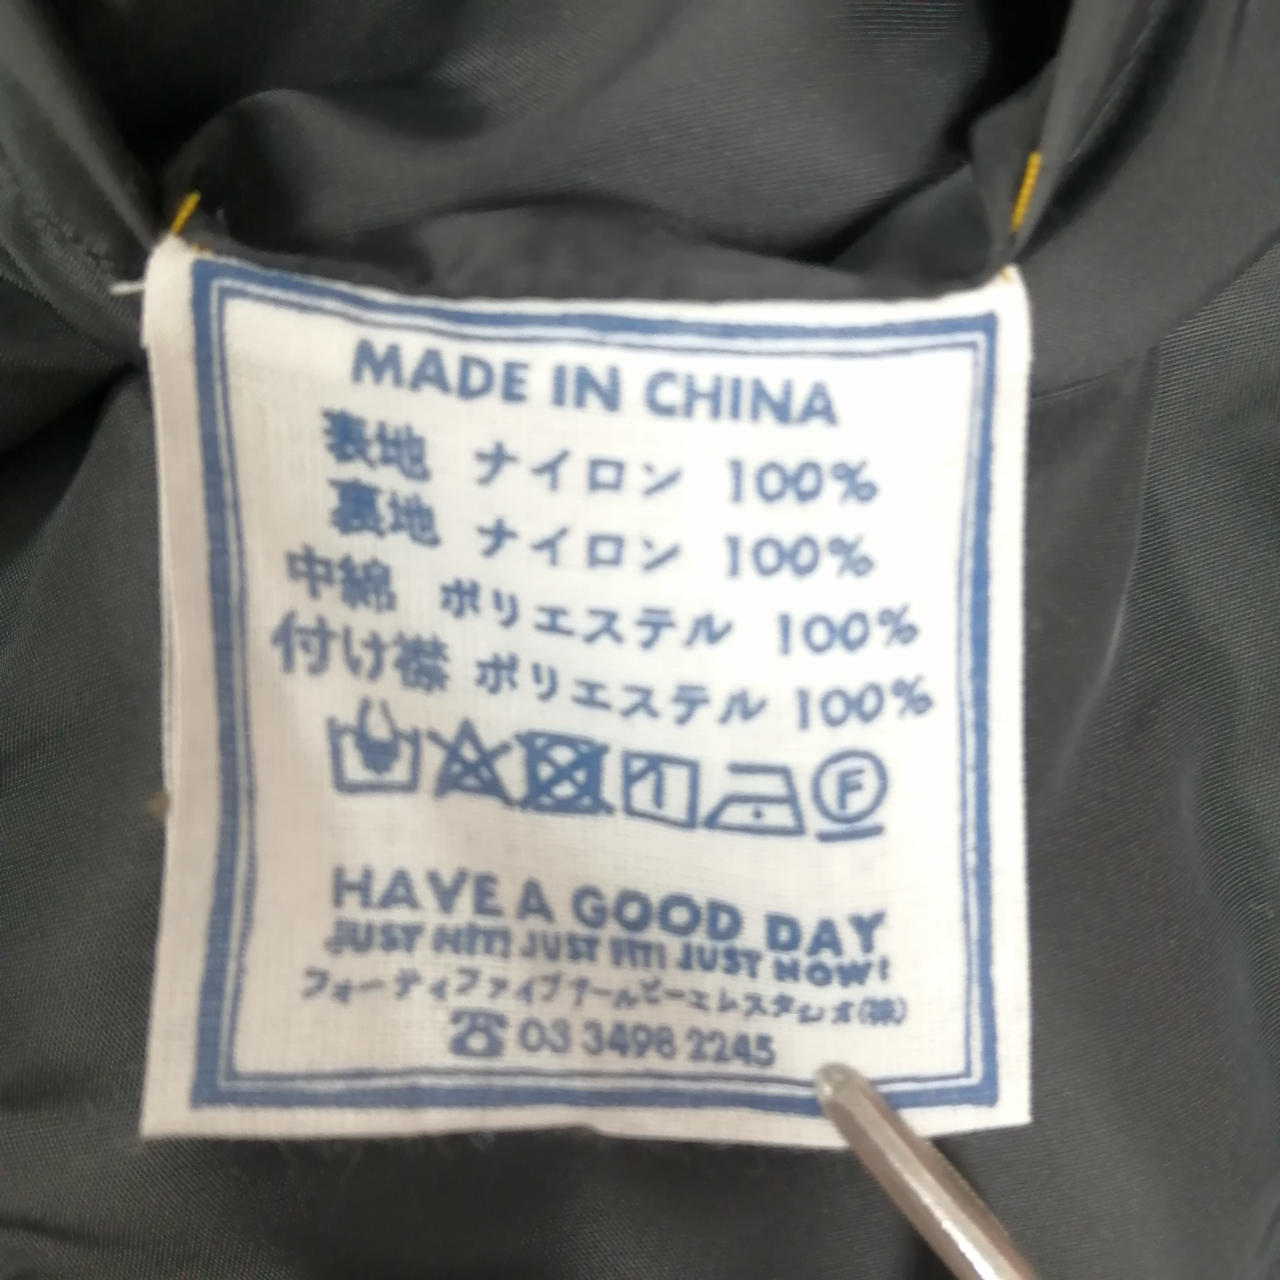 MADE IN CHINA
表地 ナイロン 100%
裏地 ナイロン 100%
中綿 ポリエステル 100%
付け襟 ポリエステル 100%
F
HAVE A GOOD DAY
JUST HIT! JUST FIT! JUST NOW!
フォーティファイブアールピーエムスタジオ(株)
☎ 03 3498 2245